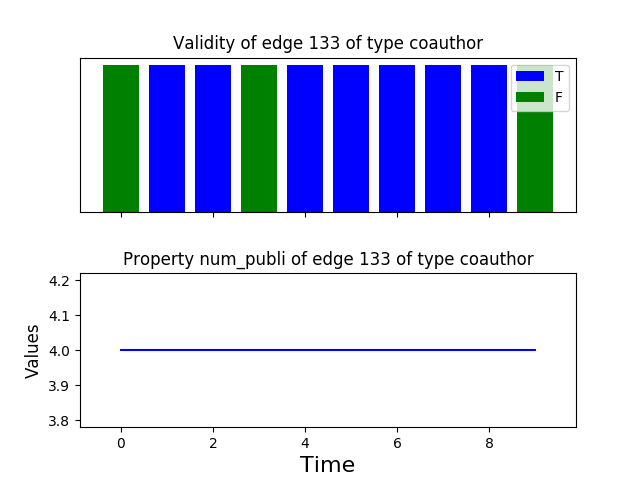 Validity of edge 133 of type coauthor
T
F
Property num_publi of edge 133 of type coauthor
4.2
4.1
4.0
3.9
3.8
Values
0 2 4 6 8
Time